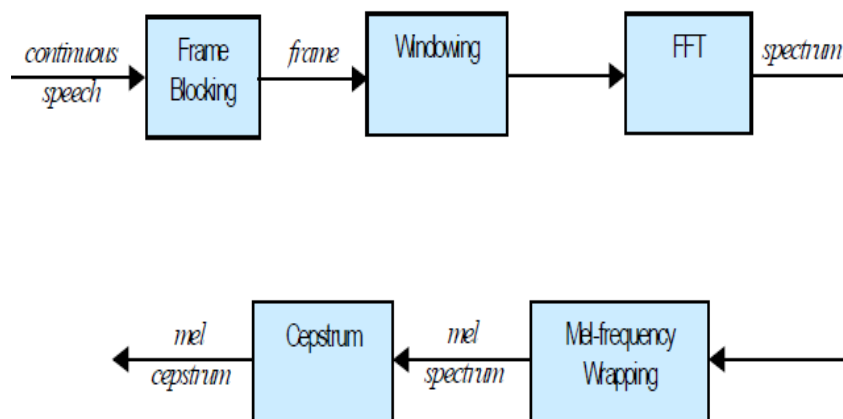 continuous
speech
Frame
Blocking
frame
Windowing
FFT
spectrum
mel
cepstrum
Cepstrum
mel
spectrum
Mel-frequency
Wrapping